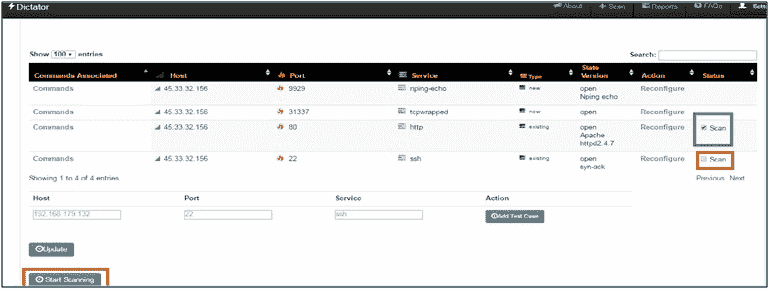 Dictator
About Scan Reports FAQs Sett
Show 100 entries Search:
Commands Associated Host Port Service Type State Version Action Status
Commands 45.33.32.156 9929 nping-echo new open Nping echo Reconfigure
Commands 45.33.32.156 31337 tcpwrapped new open Reconfigure
Commands 45.33.32.156 80 http existing open Apache httpd2.4.7 Reconfigure Scan
Commands 45.33.32.156 22 ssh existing open syn-ack Reconfigure Scan
Showing 1 to 4 of 4 entries Previous Next
Host Port Service Action
192.168.179.132 22 ssh Add Test Case
Update
Start Scanning